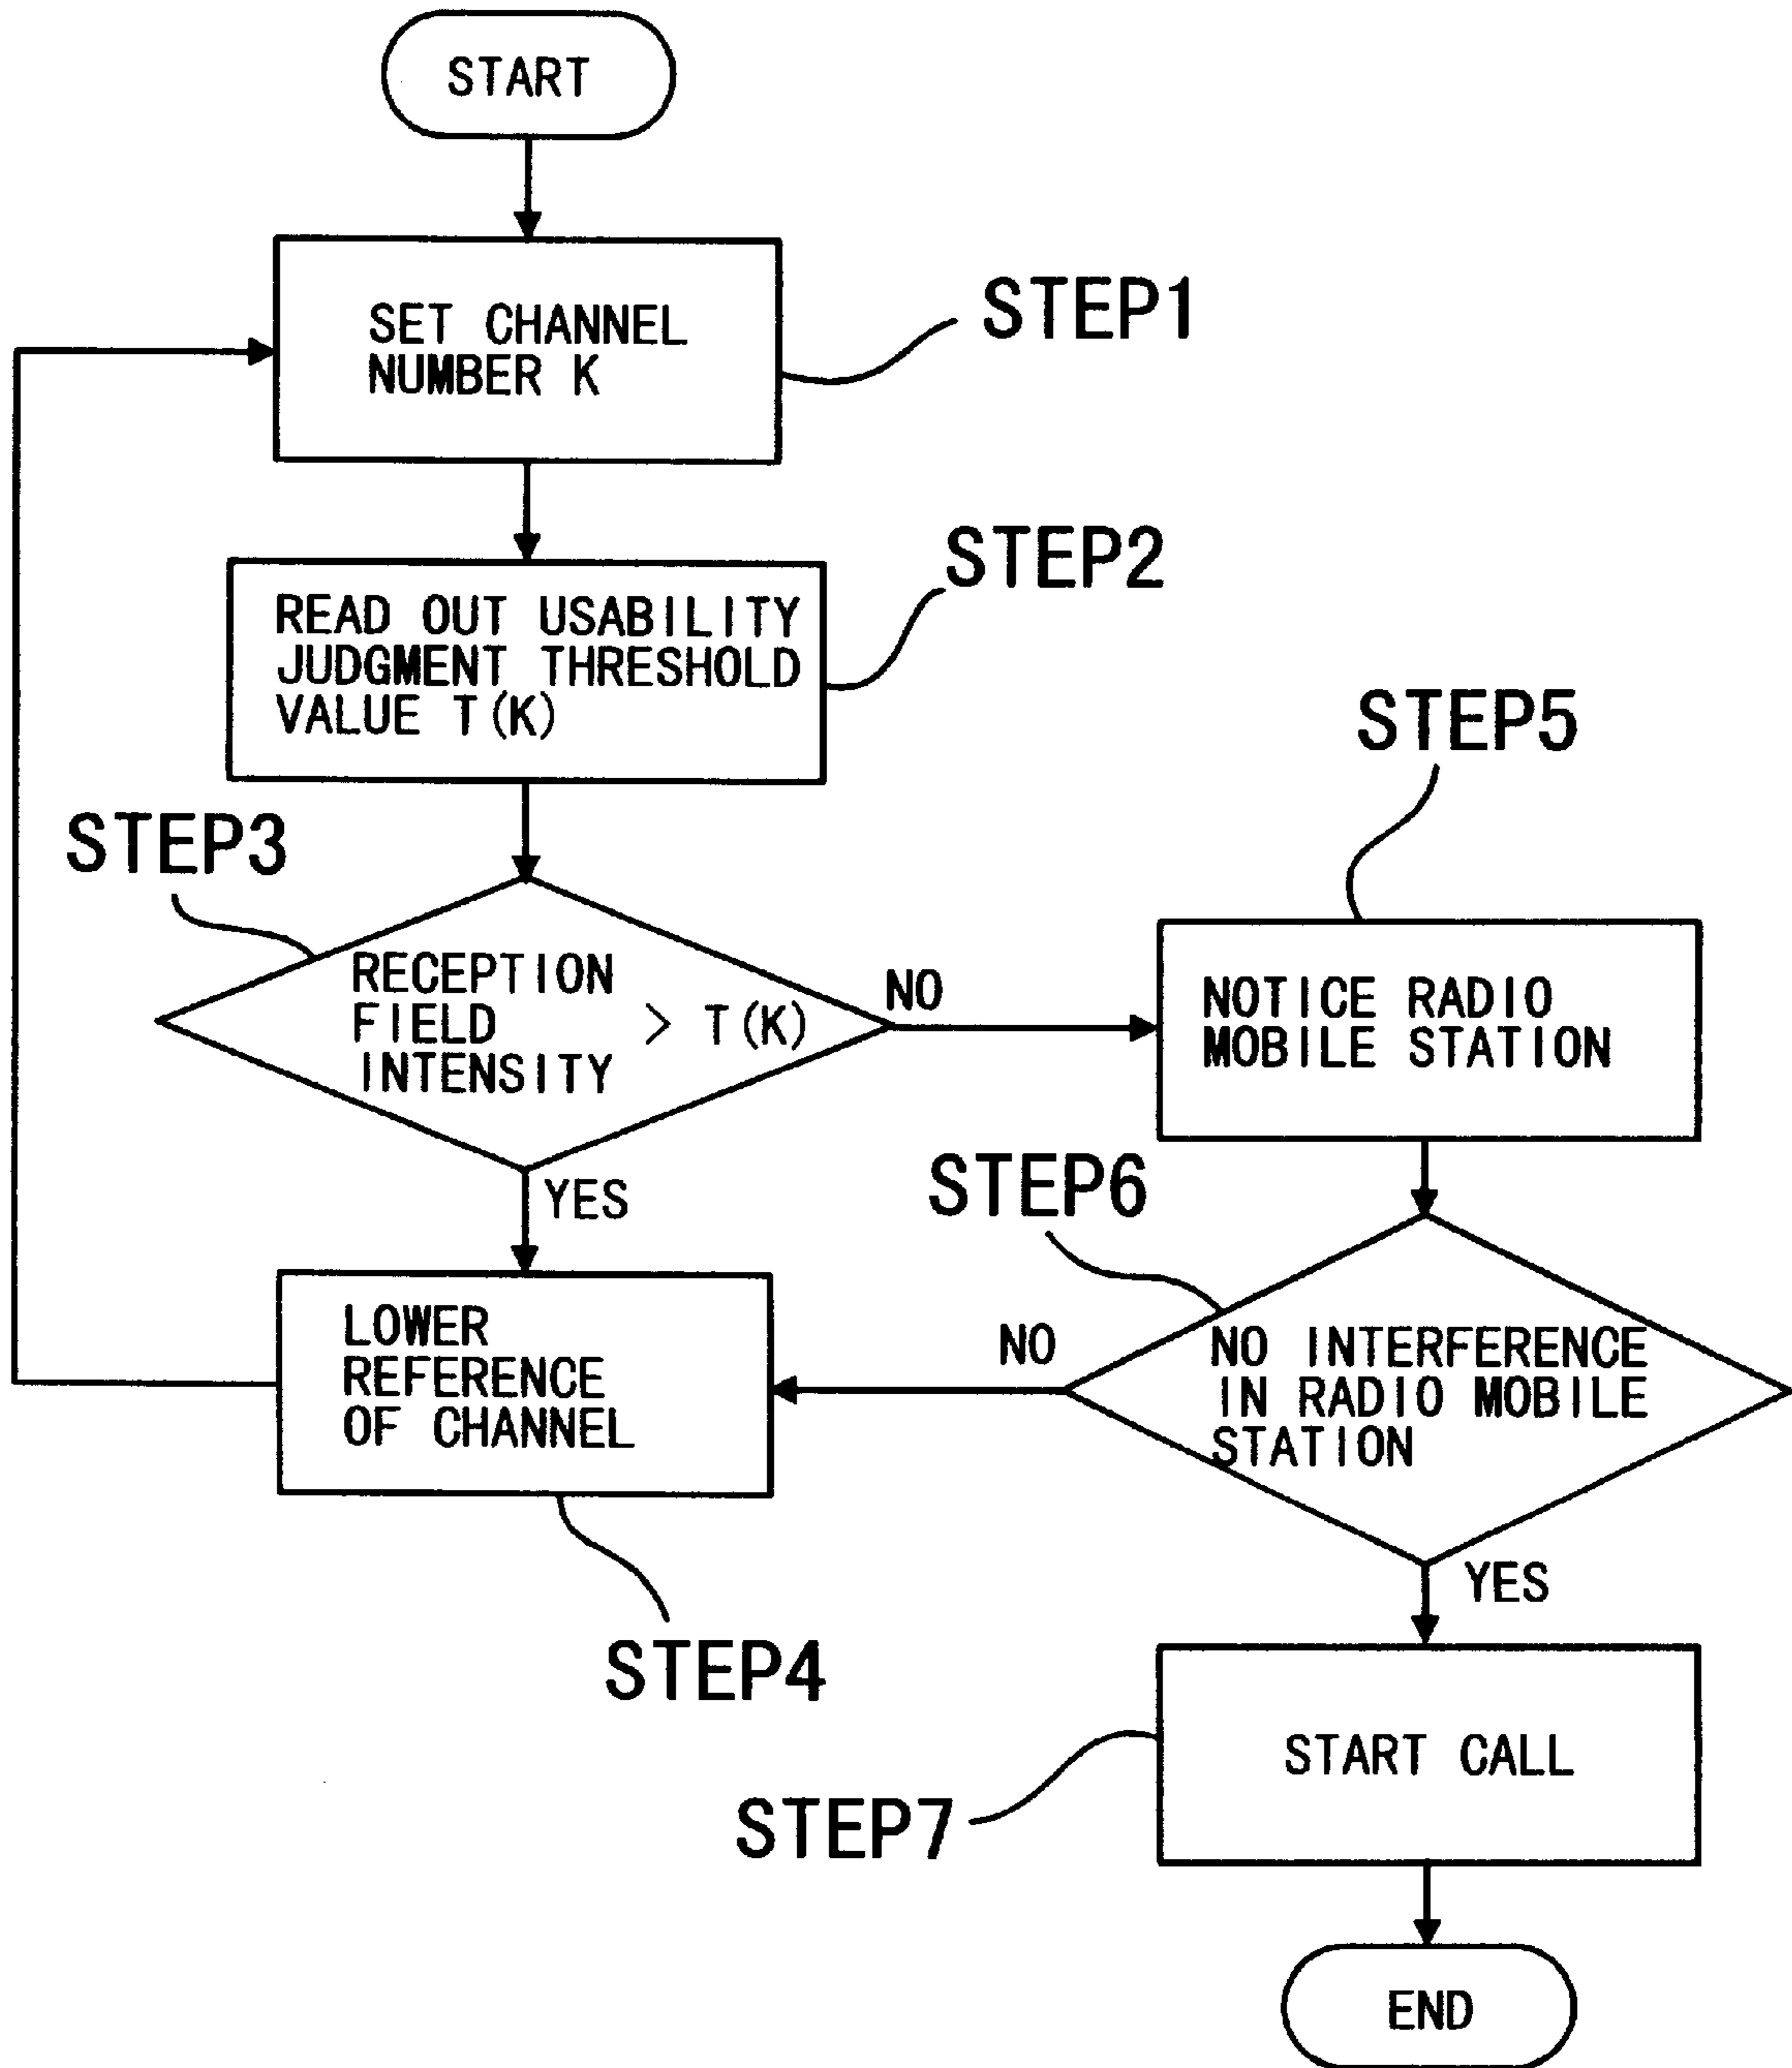 START
SET CHANNEL
NUMBER K
STEP1
READ OUT USABILITY
JUDGMENT THRESHOLD
VALUE T(K)
STEP2
STEP3
RECEPTION
FIELD
INTENSITY
> T(K)
NO
YES
LOWER
REFERENCE
OF CHANNEL
STEP4
STEP5
NOTICE RADIO
MOBILE STATION
STEP6
NO INTERFERENCE
IN RADIO MOBILE
STATION
NO
YES
START CALL
STEP7
END